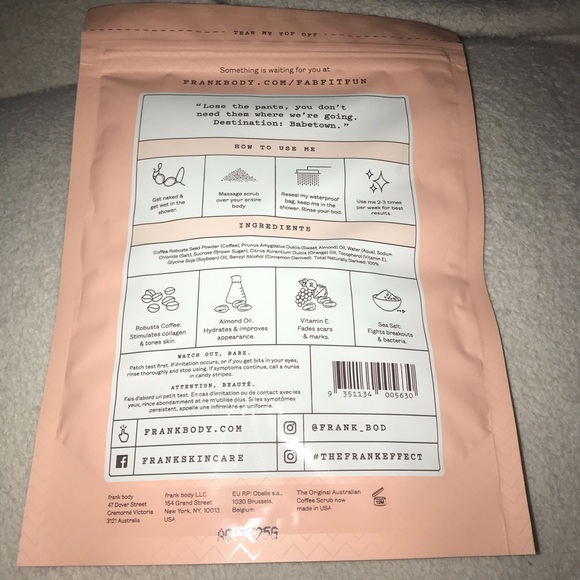 TEAR MY TOP OFF
Something is waiting for you at
FRANKBODY.COM/FABFITFUN
"Lose the pants, you don't
need them where we're going.
Destination: Babetown."
HOW TO USE ME
Get naked &
get wet in the
shower.
Massage scrub
over your entire
body.
Reseal my waterproof
bag, keep me in the
shower. Rinse your bod.
Use me 2-3 times
per week for best
results.
INGREDIENTS
Coffea Robusta Seed Powder (Coffee), Prunus Amygdalus Dulcis (Sweet Almond) Oil, Water (Aqua), Sodium
Chloride (Salt), Sucrose (Brown Sugar), Citrus Aurantium Dulcis (Orange) Oil, Tocopherol (Vitamin E),
Glycine Soja (Soybean) Oil, Benzyl Alcohol (Cinnamon Derived). Total Naturally Derived: 100%.
Robusta Coffee:
Stimulates collagen
& tones skin.
Almond Oil:
Hydrates & improves
appearance.
Vitamin E:
Fades scars
& marks.
Sea Salt:
Fights breakouts
& bacteria.
WATCH OUT, BABE.
Patch test first. If irritation occurs, or if you get bits in your eyes,
rinse thoroughly and stop using. If symptoms continue, call a nurse
in candy stripes.
ATTENTION, BEAUTÉ.
Fais d'abord un petit test. En cas d'irritation ou de contact avec les
yeux, rince abondamment et ne m'utilise plus. Si les symptômes
persistent, appelle une infirmière en uniforme.
9 351134 005630
FRANKBODY.COM
@FRANK_BOD
FRANKSKINCARE
#THEFRANKEFFECT
frank body
47 Dover Street
Cremorne Victoria
3121 Australia
frank body LLC
154 Grand Street
New York, NY, 10013
USA
EU RP: Obelis s.a.,
1030 Brussels,
Belgium
The Original Australian
Coffee Scrub now
made in USA
12M